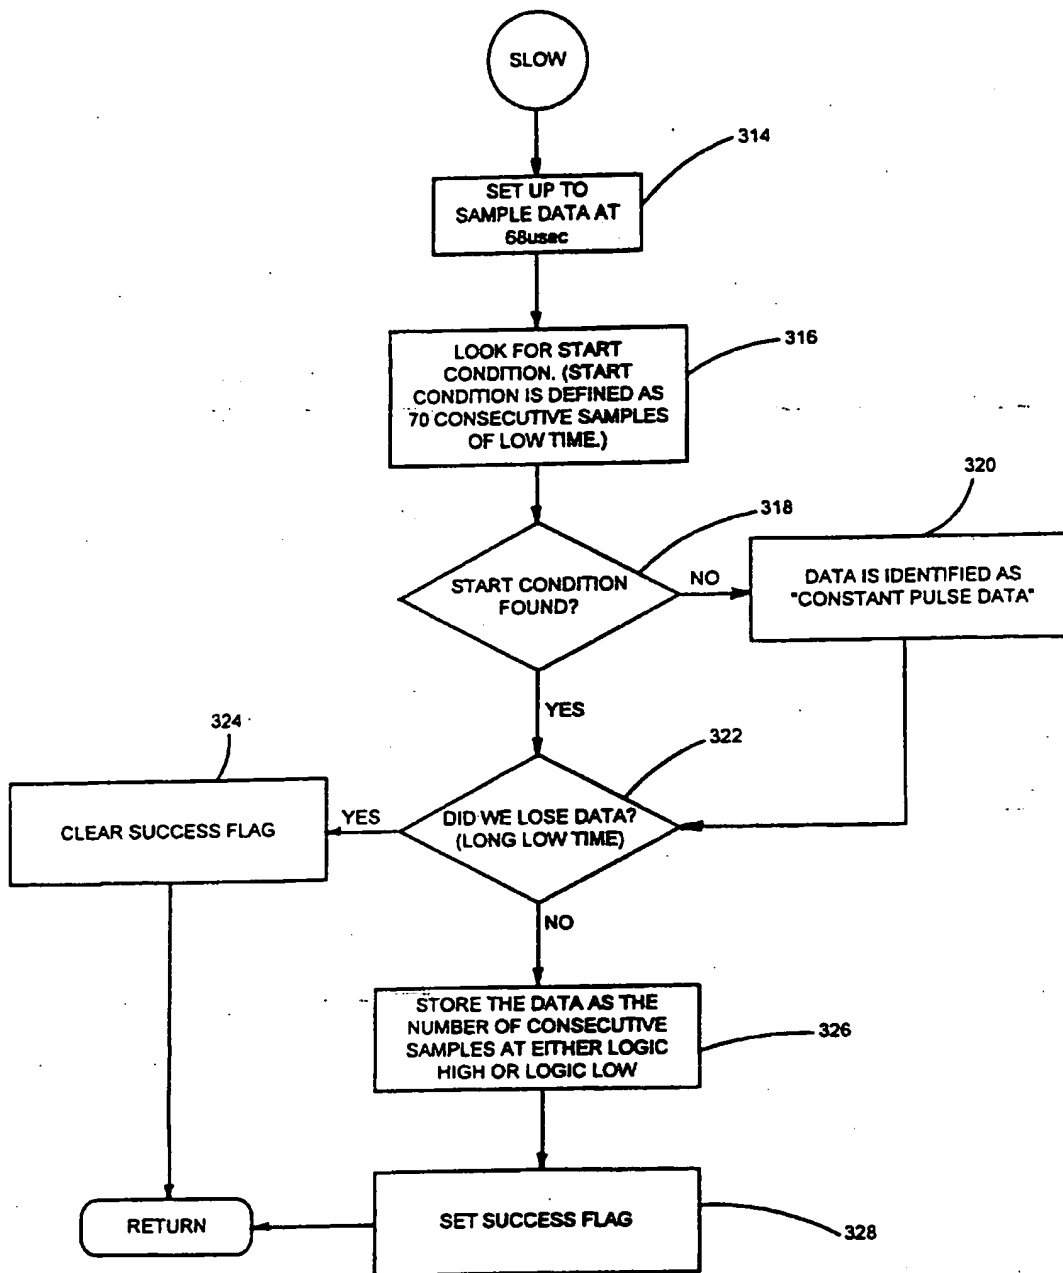 SLOW
314
SET UP TO
SAMPLE DATA AT
68usec
316
LOOK FOR START
CONDITION. (START
CONDITION IS DEFINED AS
70 CONSECUTIVE SAMPLES
OF LOW TIME.)
318
START CONDITION
FOUND?
NO
320
DATA IS IDENTIFIED AS
"CONSTANT PULSE DATA"
YES
322
DID WE LOSE DATA?
(LONG LOW TIME)
YES
324
CLEAR SUCCESS FLAG
NO
STORE THE DATA AS THE
NUMBER OF CONSECUTIVE
SAMPLES AT EITHER LOGIC
HIGH OR LOGIC LOW
326
SET SUCCESS FLAG
328
RETURN